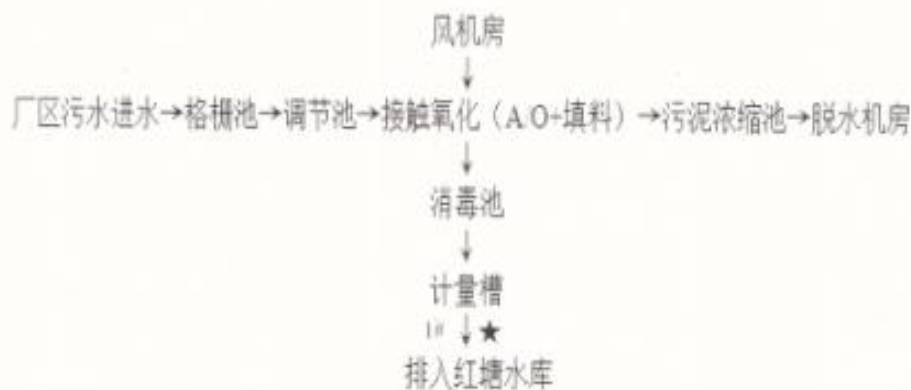 风机房
↓
厂区污水进水→格栅池→调节池→接触氧化（A/O+填料）→污泥浓缩池→脱水机房
↓
消毒池
↓
计量槽
1# ↓★
排入红塘水库